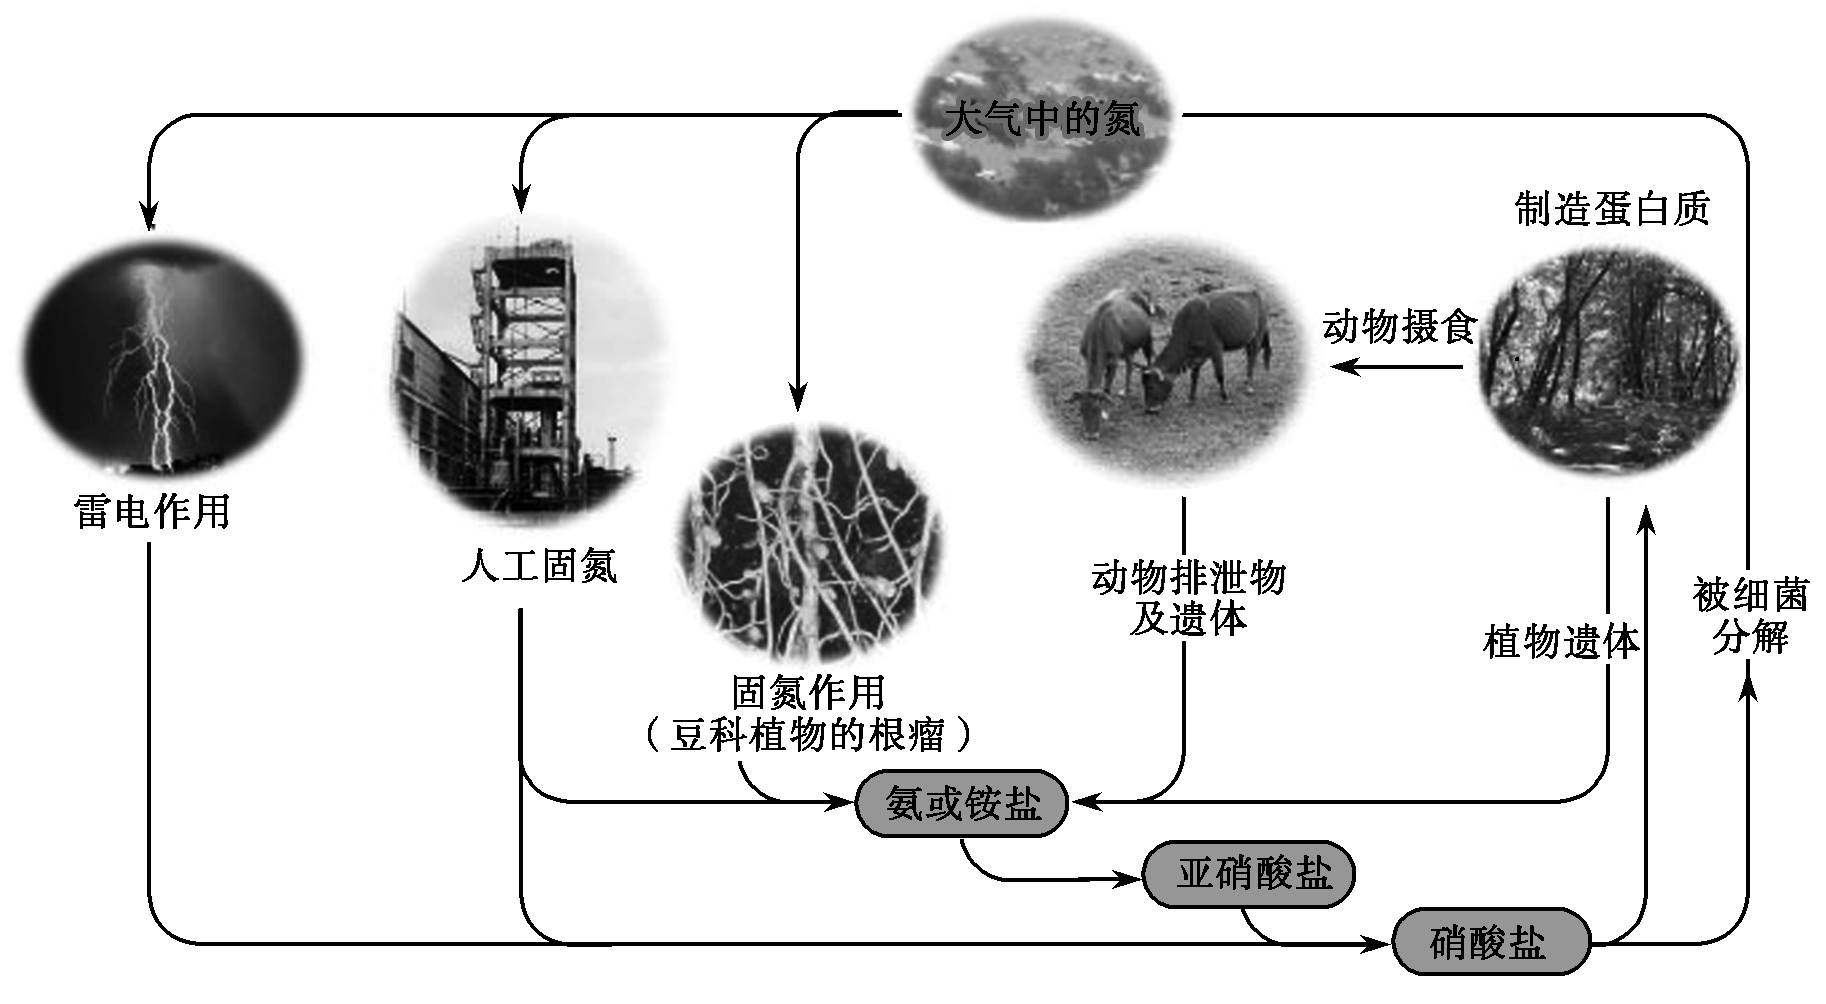 大气中的氮
制造蛋白质
动物摄食
雷电作用
人工固氮
动物排泄物
及遗体
被细菌
分解
植物遗体
固氮作用
（豆科植物的根瘤）
氨或铵盐
亚硝酸盐
硝酸盐